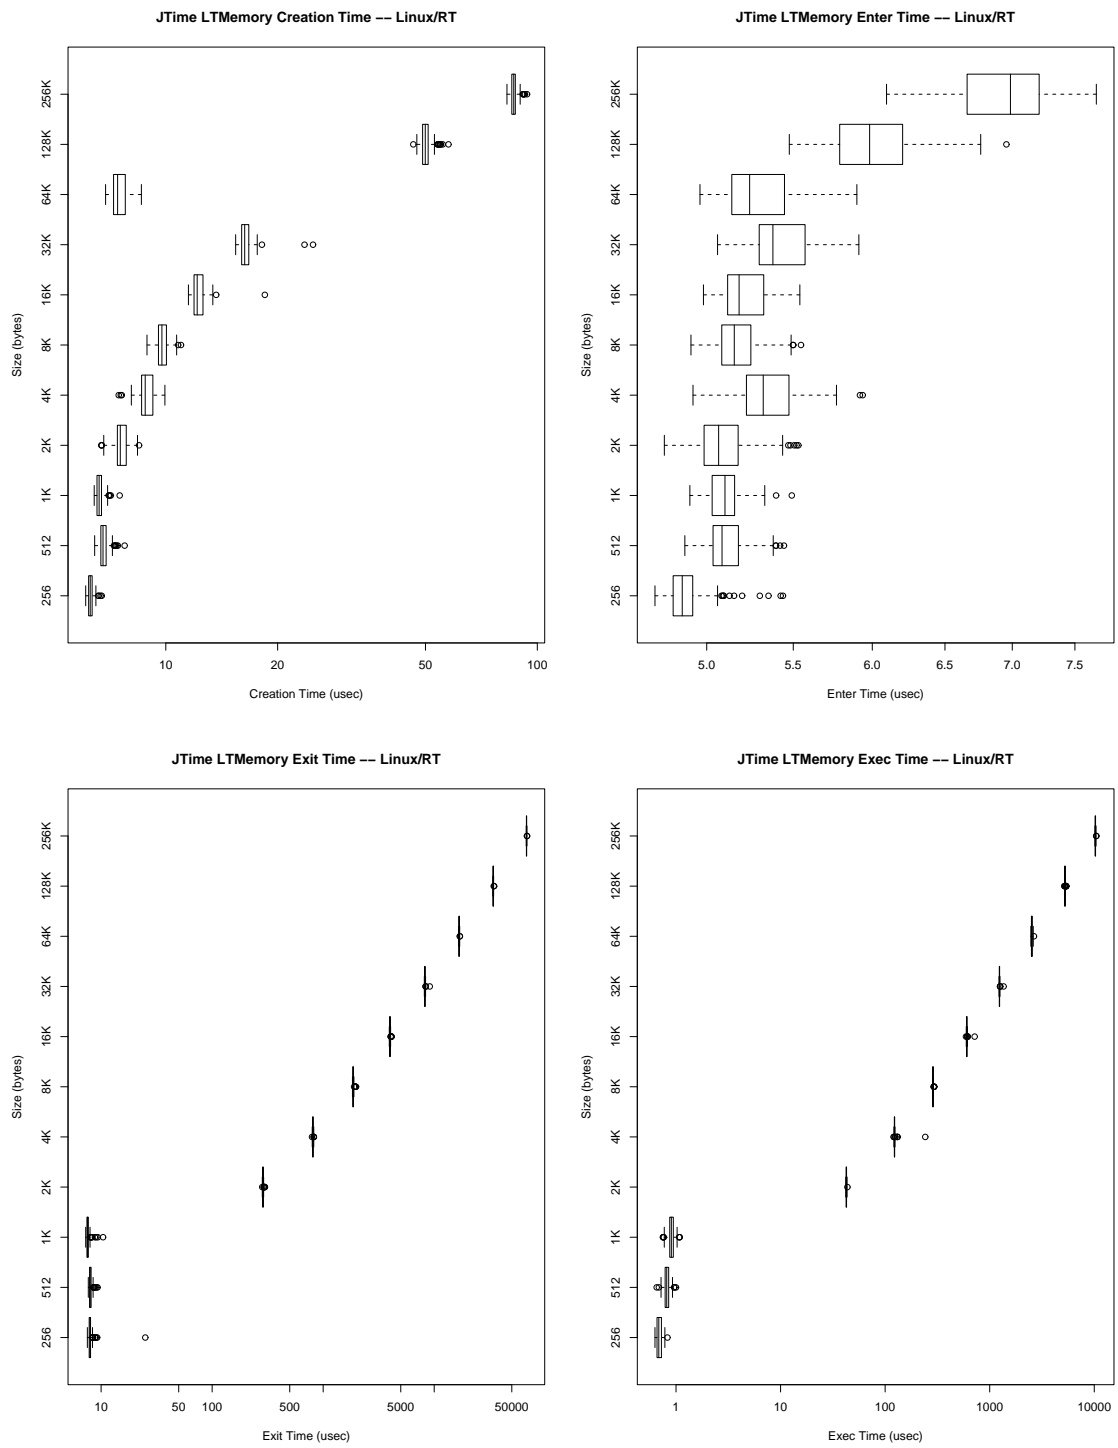 JTime LTMemory Creation Time −− Linux/RT
256K
128K
64K
32K
16K
8K
4K
2K
1K
512
256
Size (bytes)
10 20 50 100
Creation Time (usec)
JTime LTMemory Enter Time −− Linux/RT
256K
128K
64K
32K
16K
8K
4K
2K
1K
512
256
Size (bytes)
5.0 5.5 6.0 6.5 7.0 7.5
Enter Time (usec)
JTime LTMemory Exit Time −− Linux/RT
256K
128K
64K
32K
16K
8K
4K
2K
1K
512
256
Size (bytes)
10 50 100 500 5000 50000
Exit Time (usec)
JTime LTMemory Exec Time −− Linux/RT
256K
128K
64K
32K
16K
8K
4K
2K
1K
512
256
Size (bytes)
1 10 100 1000 10000
Exec Time (usec)